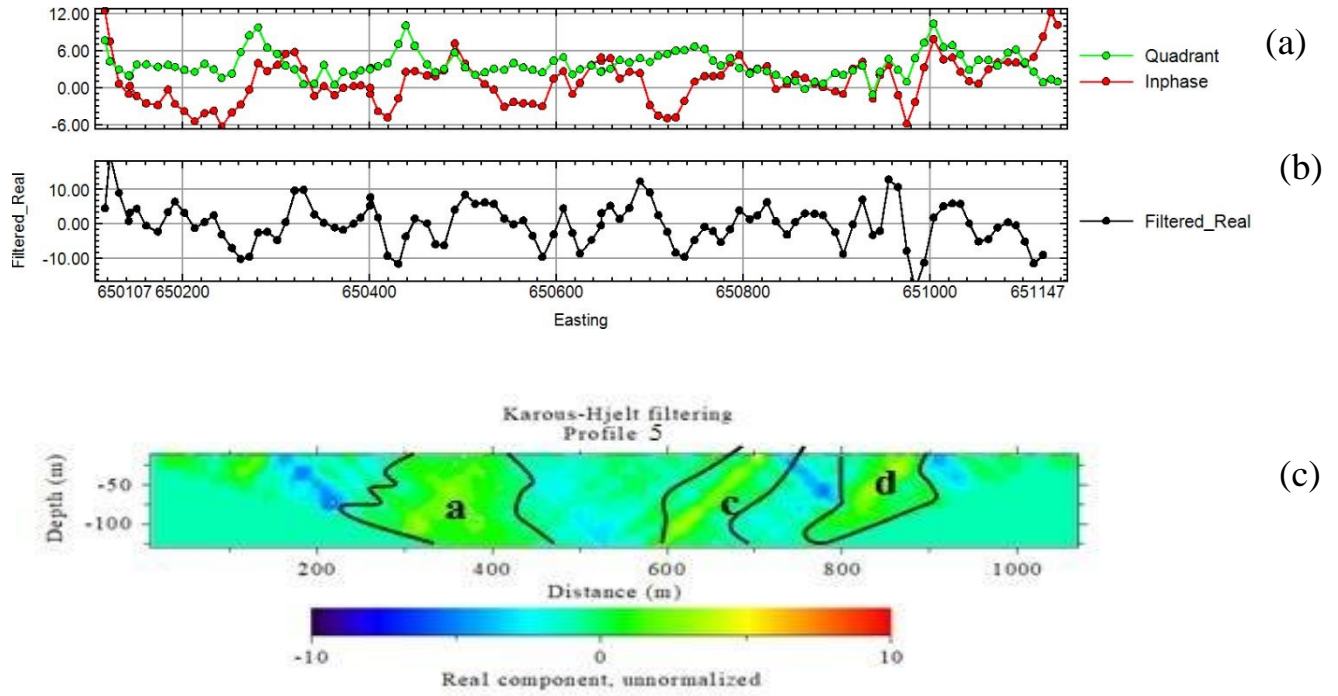 12.00
6.00
0.00
-6.00
Quadrant
Inphase
(a)
Filtered_Real
10.00
0.00
-10.00
650107 650200 650400 650600 650800 651000 651147
Easting
Filtered_Real
(b)
Karous-Hjelt filtering
Profile 5
Depth (m)
-50
-100
a c d
200 400 600 800 1000
Distance (m)
-10 0 10
Real component, unnormalized
(c)